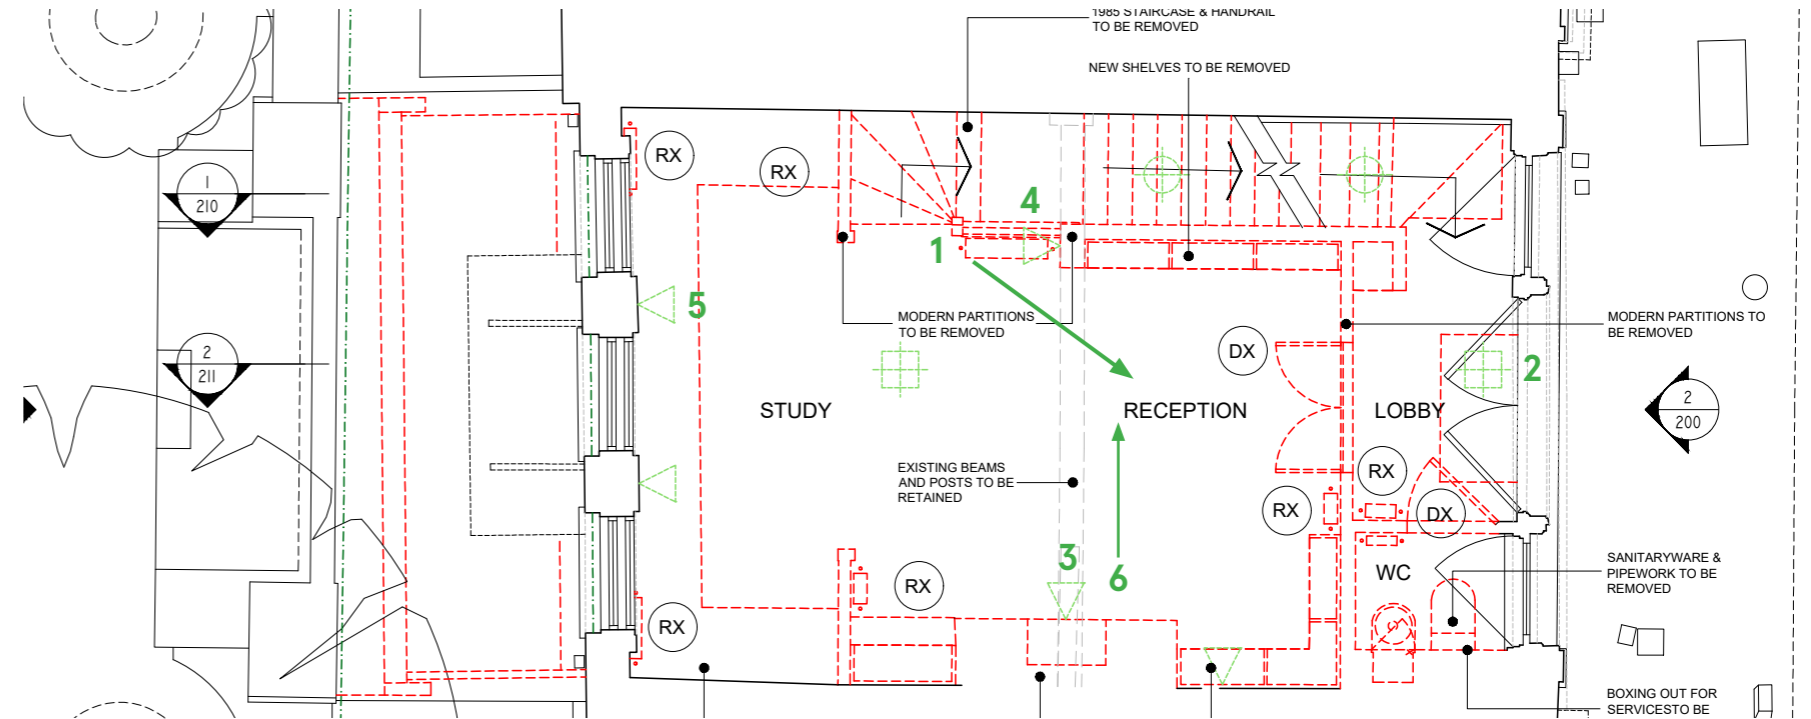 1985 STAIRCASE & HANDRAIL
TO BE REMOVED
NEW SHELVES TO BE REMOVED
RX
RX
1
210
4
1
5
MODERN PARTITIONS
TO BE REMOVED
MODERN PARTITIONS TO
BE REMOVED
DX
2
211
2
STUDY
RECEPTION
LOBBY
2
200
EXISTING BEAMS
AND POSTS TO BE
RETAINED
RX
RX
DX
3
6
RX
WC
SANITARYWARE &
PIPEWORK TO BE
REMOVED
RX
BOXING OUT FOR
SERVICESTO BE